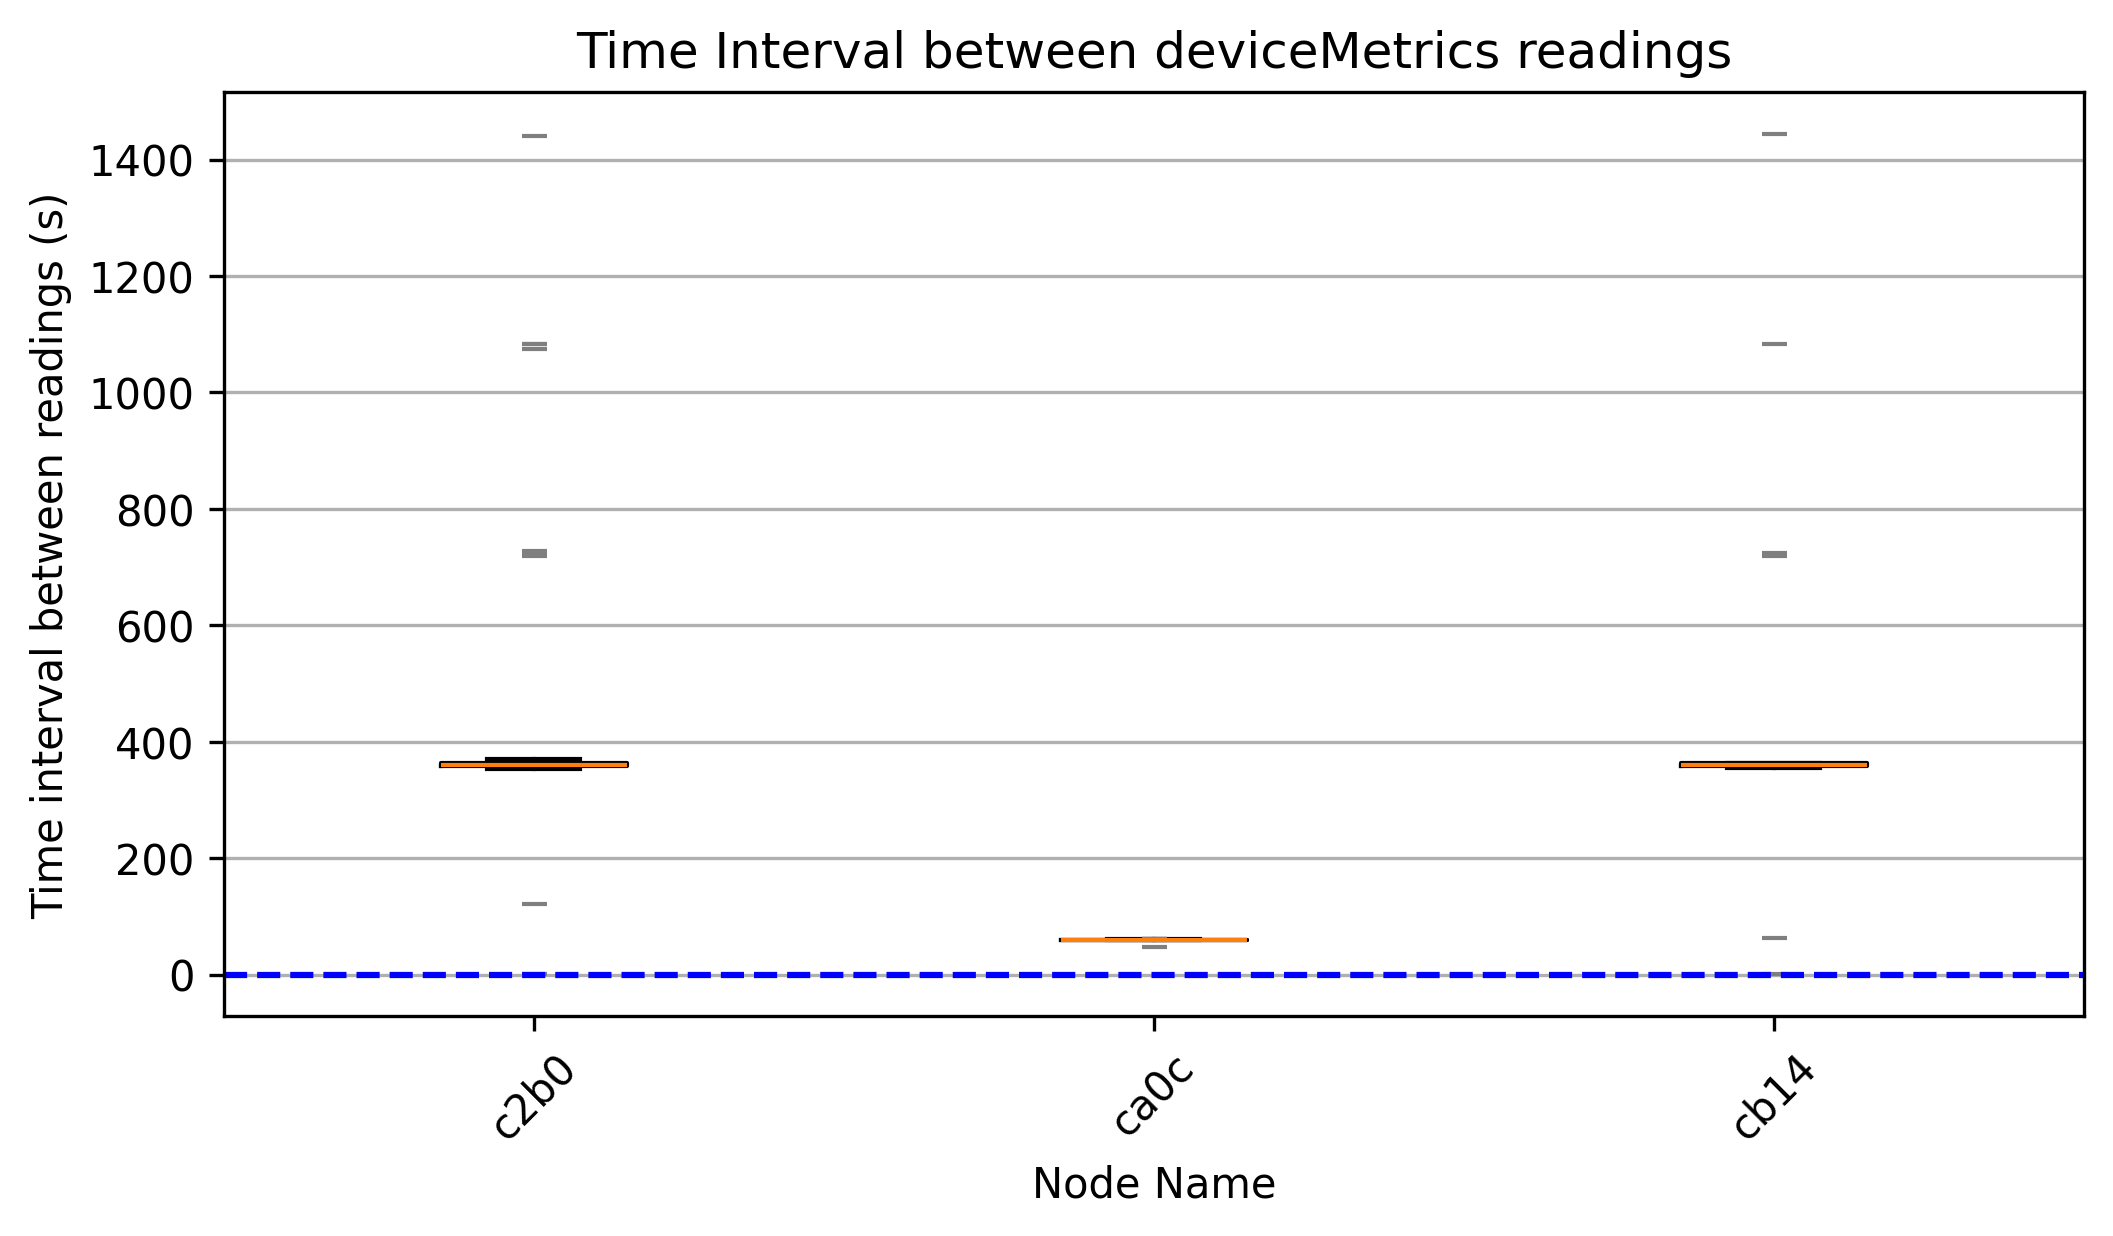 Time Interval between deviceMetrics readings
Time interval between readings (s)
1400
1200
1000
800
600
400
200
0
c2b0
ca0c
cb14
Node Name